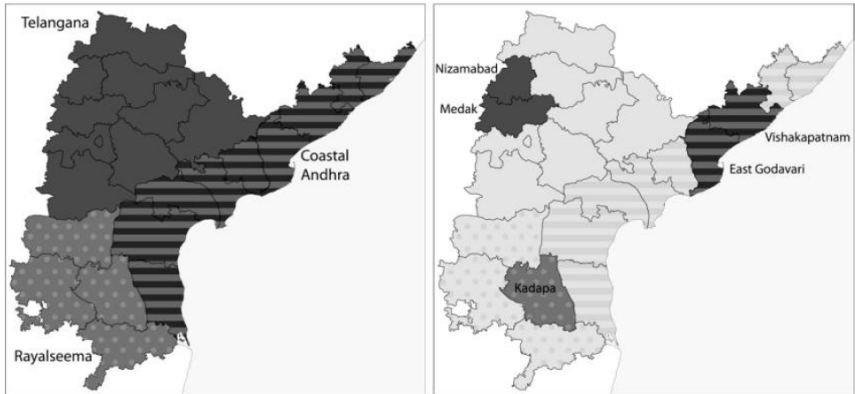 Telangana
Coastal
Andhra
Rayalseema
Nizamabad
Medak
Vishakapatnam
East Godavari
Kadapa